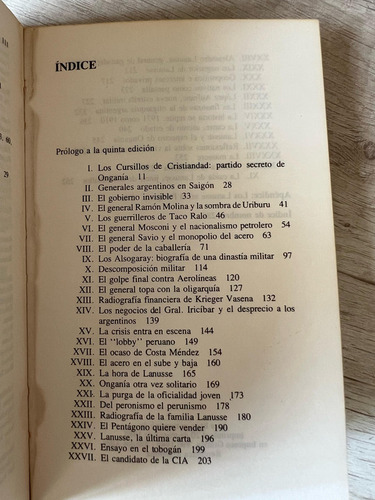 ÍNDICE
Prólogo a la quinta edición
I. Los Cursillos de Cristiandad: partido secreto de
Onganía 11
II. Generales argentinos en Saigón 28
III. El gobierno invisible 33
IV. El general Ramón Molina y la sombra de Uriburu 41
V. Los guerrilleros de Taco Ralo 46
VI. El general Mosconi y el nacionalismo petrolero 54
VII. El general Savio y el monopolio del acero 63
VIII. El poder de la caballería 71
IX. Los Alsogaray: biografía de una dinastía militar 97
X. Descomposición militar 114
XI. El golpe final contra Aerolíneas 120
XII. El general topa con la oligarquía 127
XIII. Radiografía financera de Krieger Vasena 132
XIV. Los negocios del Gral. Iricibar y el desprecio a los
argentinos 139
XV. La crisis entra en escena 144
XVI. El "lobby" peruano 149
XVII. El ocaso de Costa Méndez 154
XVIII. El acero en el sube y baja 160
XIX. La hora de Lanusse 165
XX. Onganía otra vez solitario 169
XXI. La purga de la oficialidad joven 173
XXII. Del peronismo el perunismo 178
XXIII. Radiografía de la familia Lanusse 180
XXIV. El Pentágono quiere vender 190
XXV. Lanusse, la última carta 196
XXVI. Ensayo en el tobogán 199
XXVII. El candidato de la CIA 203
111
60,
29